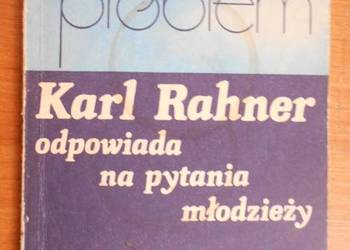 problem
Karl Rahner
odpowiada
na pytania
młodzieży